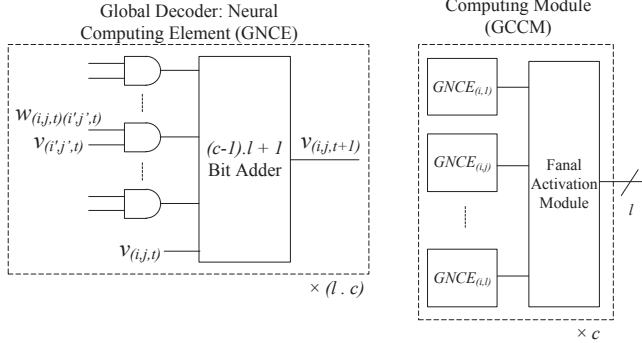 Global Decoder: Neural
Computing Element (GNCE)
w(i,j,t)(i',j',t)
v(i',j',t)
v(i,j,t)
(c-1).l + 1
Bit Adder
v(i,j,t+1)
× (l . c)
Computing Module
(GCCM)
GNCE(i,1)
GNCE(i,j)
GNCE(i,l)
Fanal
Activation
Module
l
× c